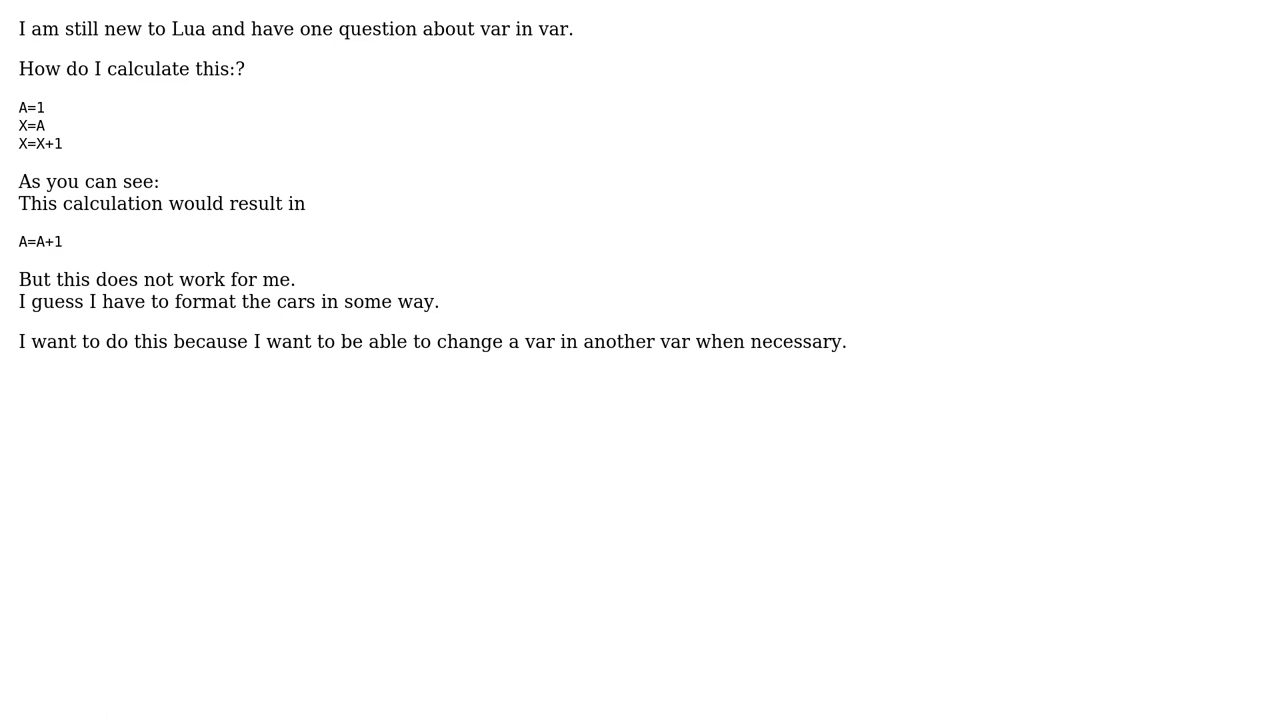 I am still new to Lua and have one question about var in var.
How do I calculate this:?
A=1
X=A
X=X+1
As you can see:
This calculation would result in
A=A+1
But this does not work for me.
I guess I have to format the cars in some way.
I want to do this because I want to be able to change a var in another var when necessary.